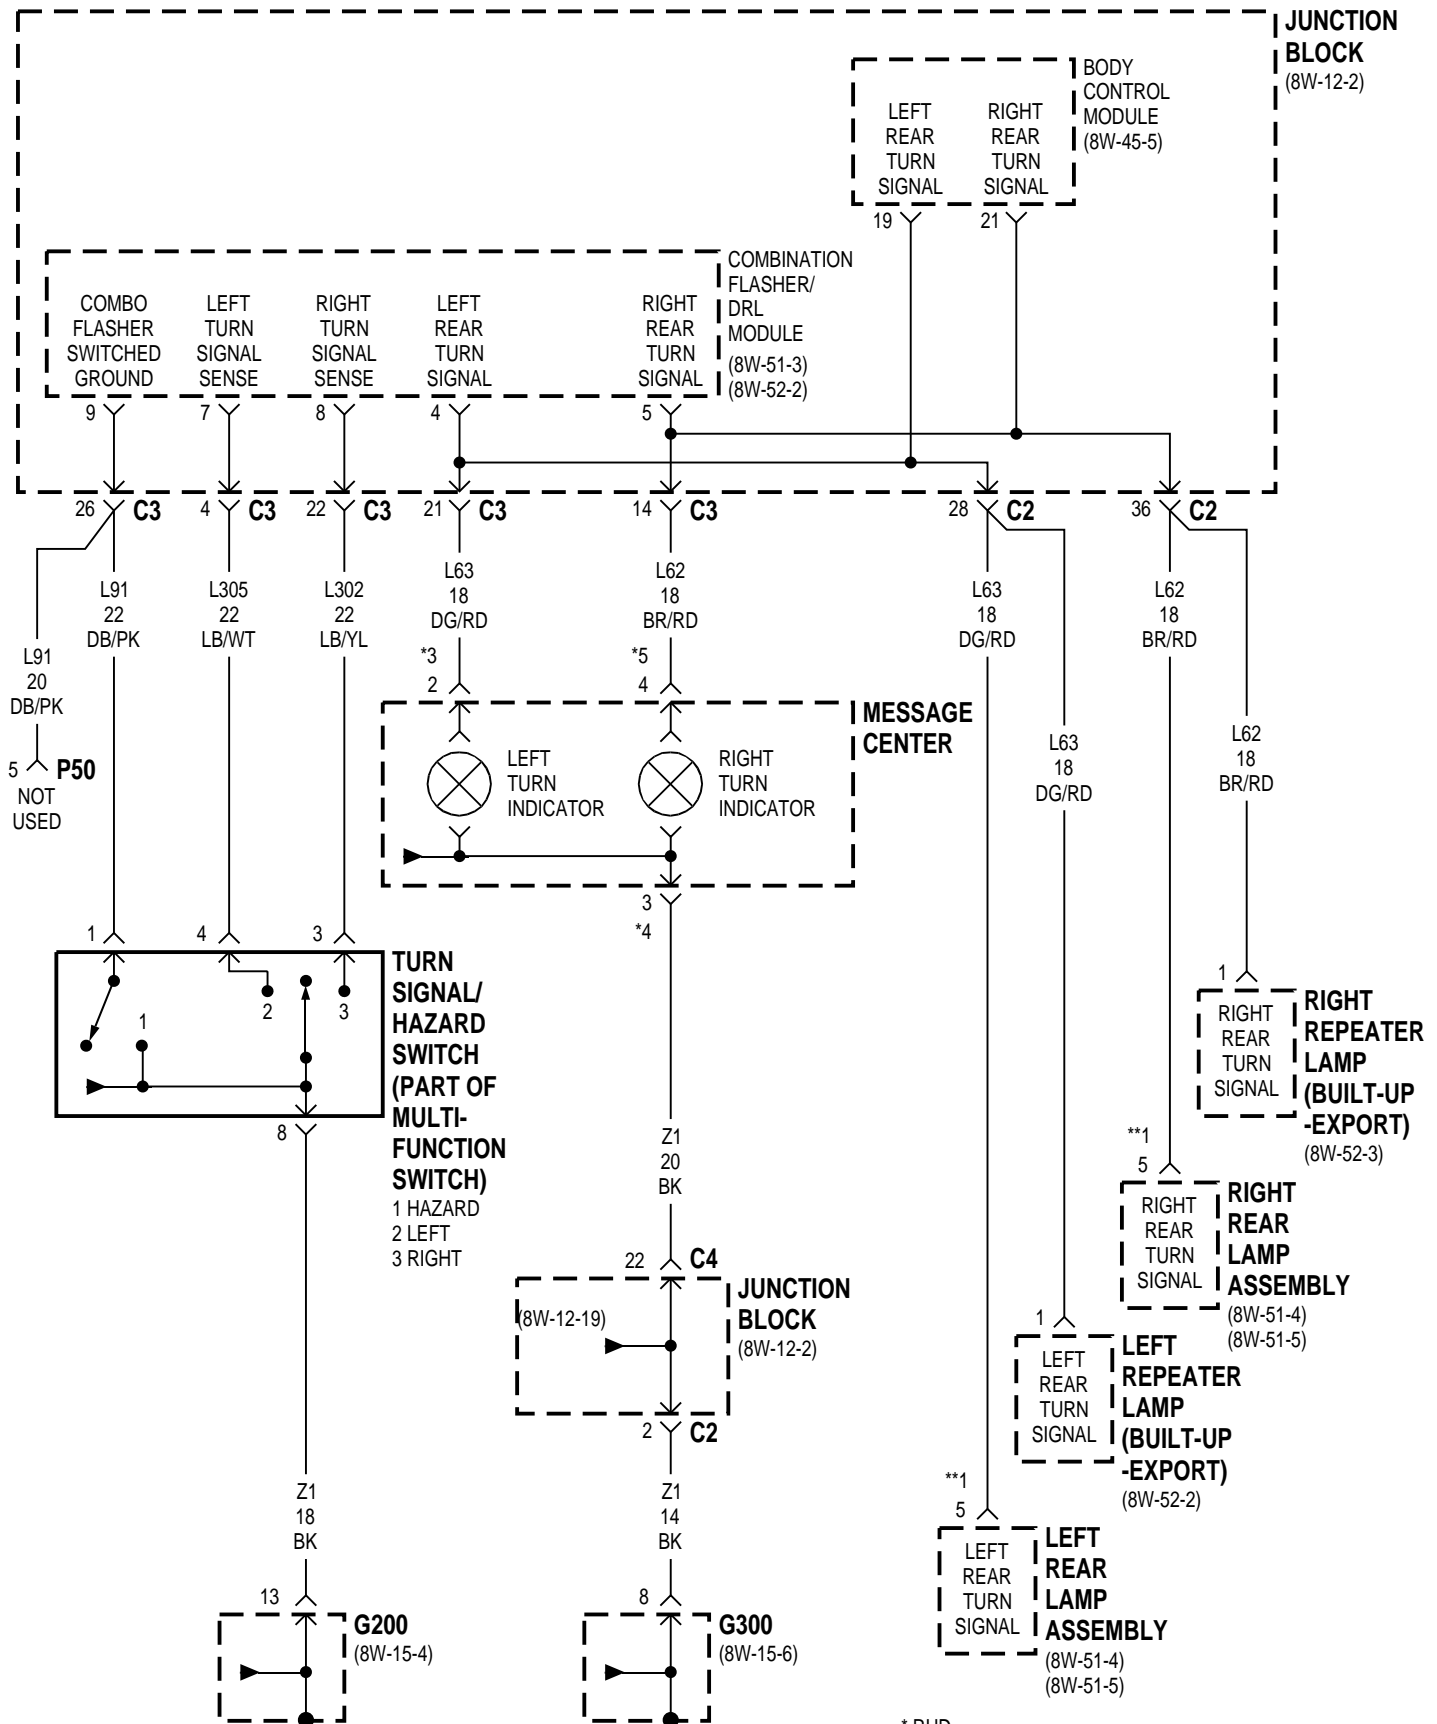 JUNCTION
BLOCK
(8W-12-2)
BODY
CONTROL
MODULE
(8W-45-5)
LEFT
REAR
TURN
SIGNAL
RIGHT
REAR
TURN
SIGNAL
19
21
COMBINATION
FLASHER/
DRL
MODULE
(8W-51-3)
(8W-52-2)
COMBO
FLASHER
SWITCHED
GROUND
LEFT
TURN
SIGNAL
SENSE
RIGHT
TURN
SIGNAL
SENSE
LEFT
REAR
TURN
SIGNAL
RIGHT
REAR
TURN
SIGNAL
9
7
8
4
5
26 C3
4 C3
22 C3
21 C3
14 C3
28 C2
36 C2
L91
22
DB/PK
L305
22
LB/WT
L302
22
LB/YL
L63
18
DG/RD
L62
18
BR/RD
L63
18
DG/RD
L62
18
BR/RD
L91
20
DB/PK
*3
2
*5
4
MESSAGE
CENTER
LEFT
TURN
INDICATOR
RIGHT
TURN
INDICATOR
L63
18
DG/RD
L62
18
BR/RD
5 P50
NOT
USED
3
*4
1
4
3
TURN
SIGNAL/
HAZARD
SWITCH
(PART OF
MULTI-
FUNCTION
SWITCH)
1 HAZARD
2 LEFT
3 RIGHT
1
2
3
8
1
RIGHT
REAR
TURN
SIGNAL
RIGHT
REPEATER
LAMP
(BUILT-UP
-EXPORT)
(8W-52-3)
Z1
20
BK
**1
5
RIGHT
REAR
TURN
SIGNAL
RIGHT
REAR
LAMP
ASSEMBLY
(8W-51-4)
(8W-51-5)
22 C4
(8W-12-19)
JUNCTION
BLOCK
(8W-12-2)
2 C2
1
LEFT
REAR
TURN
SIGNAL
LEFT
REPEATER
LAMP
(BUILT-UP
-EXPORT)
(8W-52-2)
Z1
18
BK
Z1
14
BK
**1
5
LEFT
REAR
TURN
SIGNAL
LEFT
REAR
LAMP
ASSEMBLY
(8W-51-4)
(8W-51-5)
13
G200
(8W-15-4)
8
G300
(8W-15-6)
* RHD